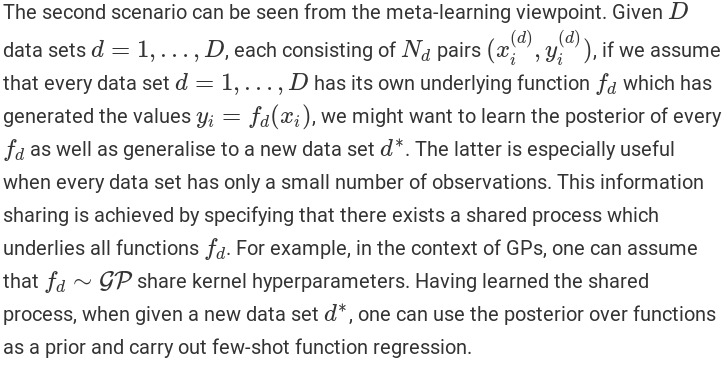 The second scenario can be seen from the meta-learning viewpoint. Given D
data sets d = 1, . . . , D, each consisting of N_d pairs (x_i^{(d)}, y_i^{(d)}), if we assume
that every data set d = 1, . . . , D has its own underlying function f_d which has
generated the values y_i = f_d(x_i), we might want to learn the posterior of every
f_d as well as generalise to a new data set d*. The latter is especially useful
when every data set has only a small number of observations. This information
sharing is achieved by specifying that there exists a shared process which
underlies all functions f_d. For example, in the context of GPs, one can assume
that f_d ∼ 𝒢𝒫 share kernel hyperparameters. Having learned the shared
process, when given a new data set d*, one can use the posterior over functions
as a prior and carry out few-shot function regression.